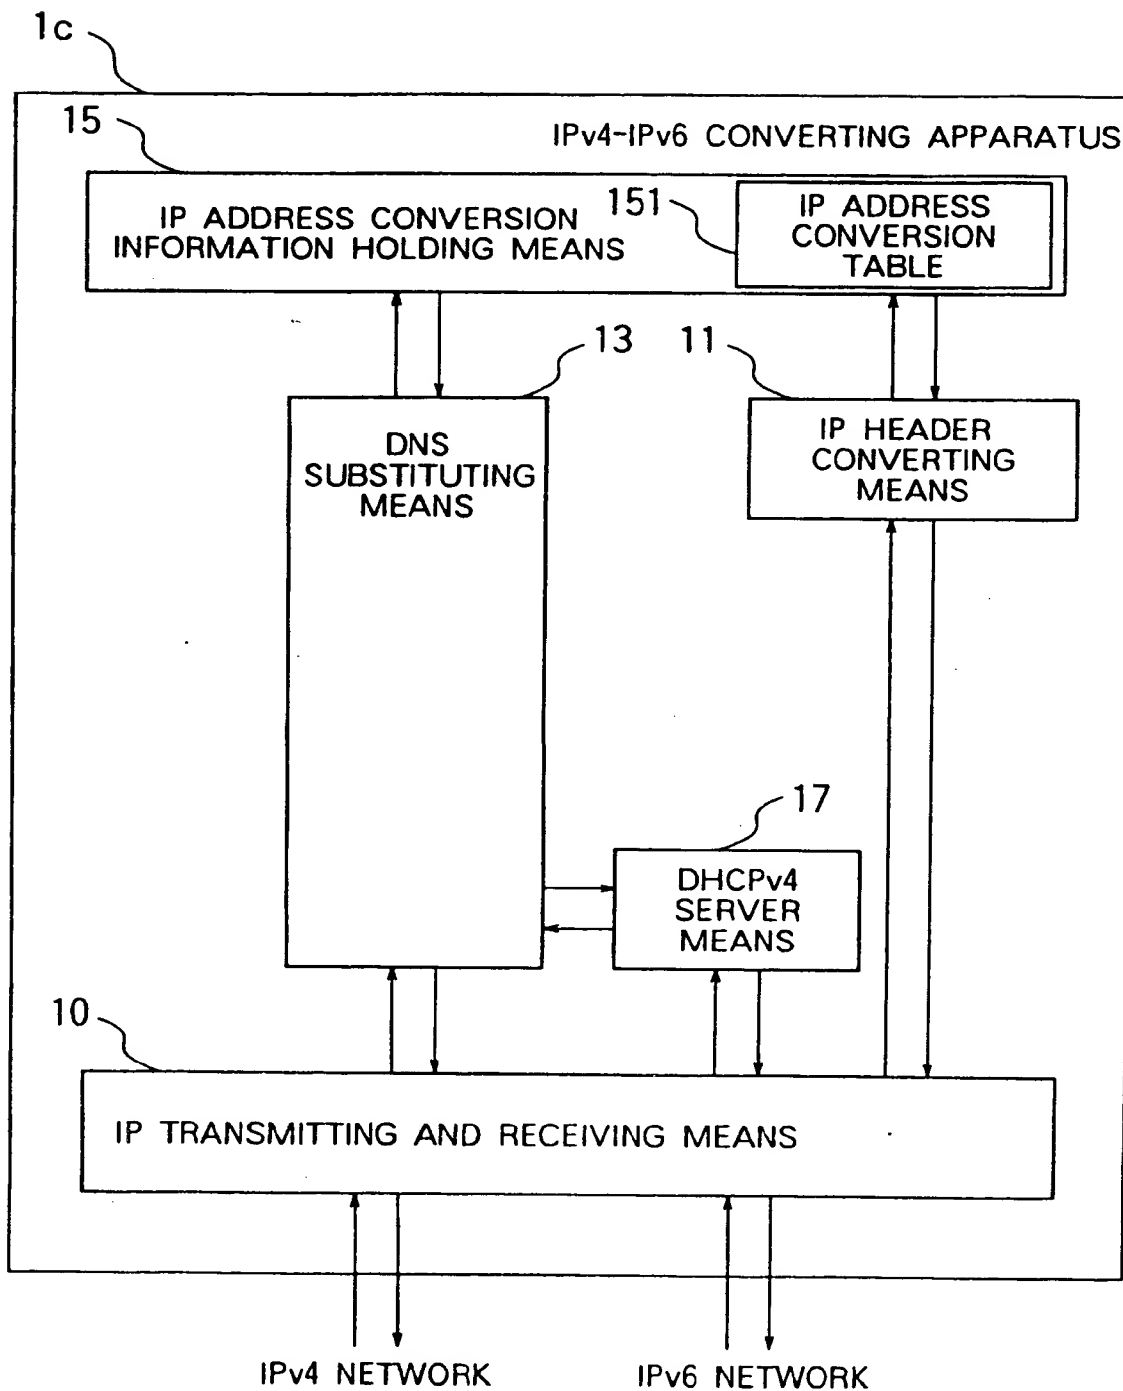 1c
15
IPv4-IPv6 CONVERTING APPARATUS
IP ADDRESS CONVERSION
INFORMATION HOLDING MEANS
151
IP ADDRESS
CONVERSION
TABLE
13
11
DNS
SUBSTITUTING
MEANS
IP HEADER
CONVERTING
MEANS
17
DHCPv4
SERVER
MEANS
10
IP TRANSMITTING AND RECEIVING MEANS
IPv4 NETWORK
IPv6 NETWORK